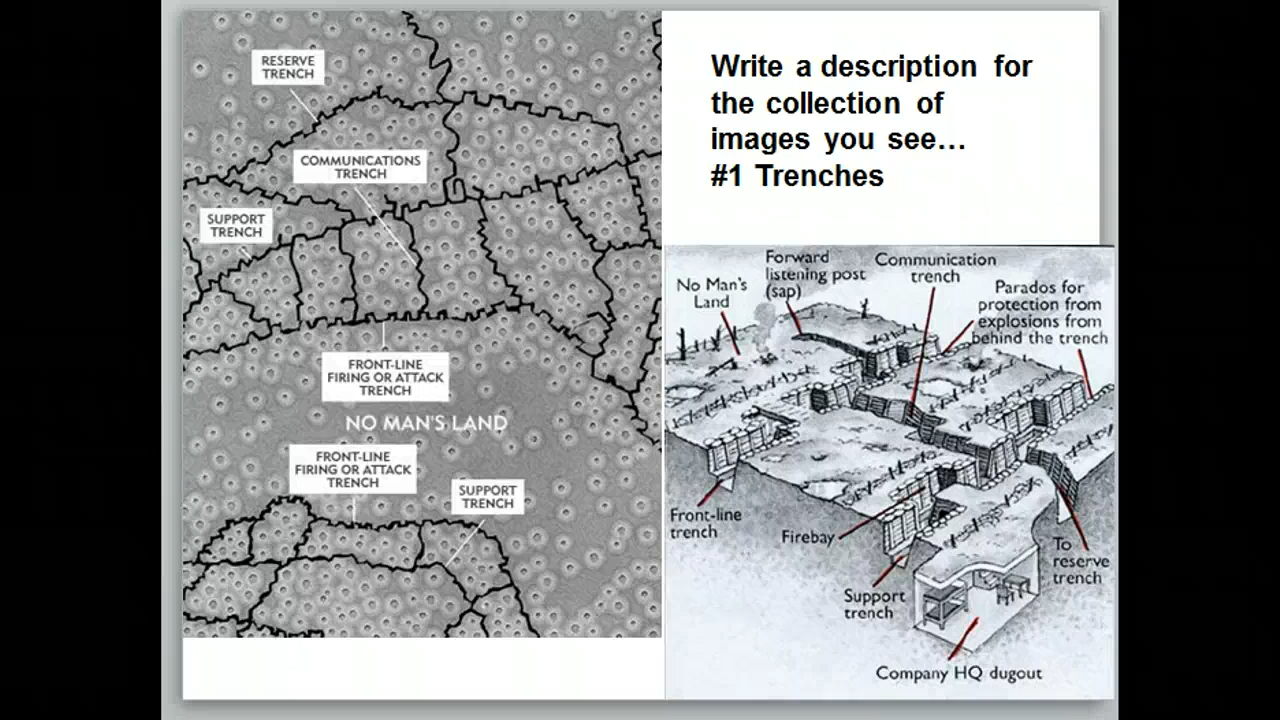 Write a description for
the collection of
images you see…
#1 Trenches
RESERVE
TRENCH
COMMUNICATIONS
TRENCH
SUPPORT
TRENCH
FRONT-LINE
FIRING OR ATTACK
TRENCH
NO MAN'S LAND
FRONT-LINE
FIRING OR ATTACK
TRENCH
SUPPORT
TRENCH
No Man's
Land
Forward
listening post
(sap)
Communication
trench
Parados for
protection from
explosions from
behind the trench
Front-line
trench
Firebay
Support
trench
To
reserve
trench
Company HQ dugout